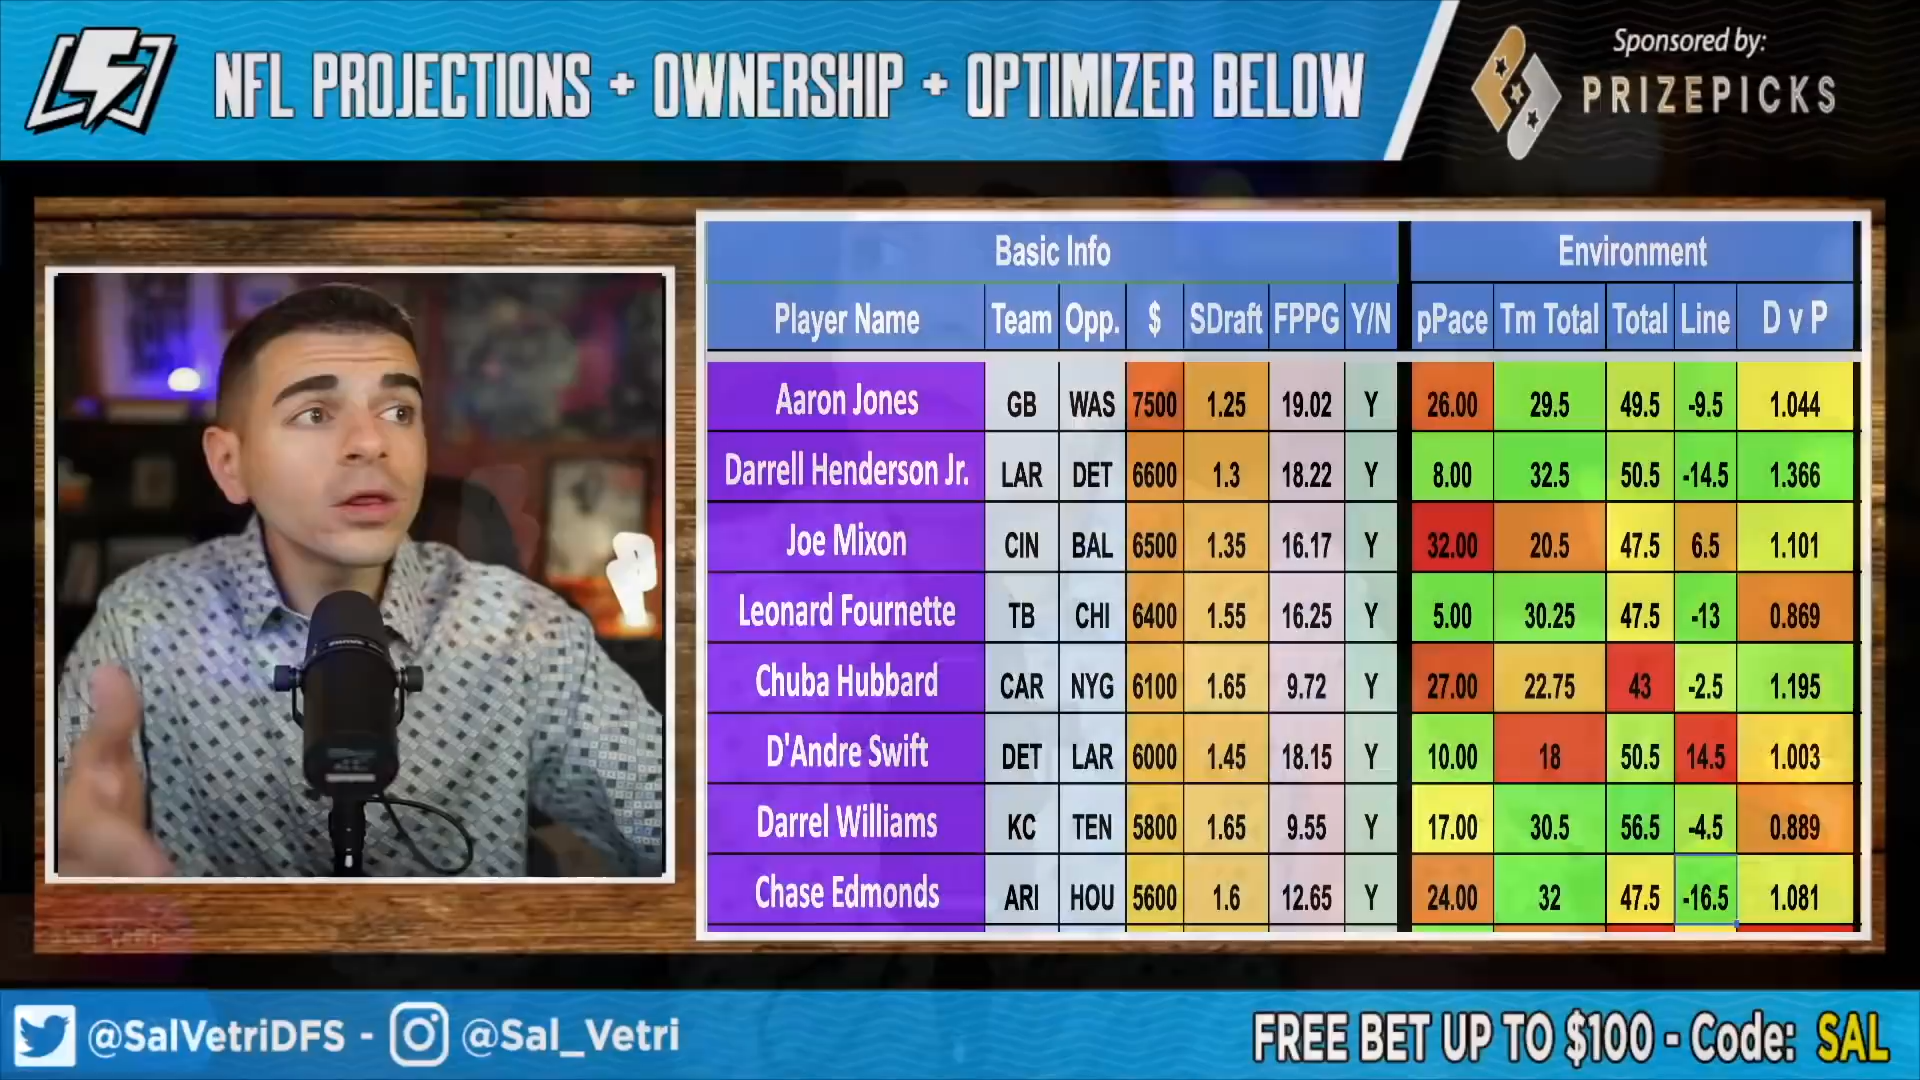 NFL PROJECTIONS + OWNERSHIP + OPTIMIZER BELOW
Sponsored by:
PRIZEPICKS
Basic Info Environment
Player Name Team Opp. $ SDraft FPPG Y/N pPace Tm Total Total Line D v P
Aaron Jones GB WAS 7500 1.25 19.02 Y 26.00 29.5 49.5 -9.5 1.044
Darrell Henderson Jr. LAR DET 6600 1.3 18.22 Y 8.00 32.5 50.5 -14.5 1.366
Joe Mixon CIN BAL 6500 1.35 16.17 Y 32.00 20.5 47.5 6.5 1.101
Leonard Fournette TB CHI 6400 1.55 16.25 Y 5.00 30.25 47.5 -13 0.869
Chuba Hubbard CAR NYG 6100 1.65 9.72 Y 27.00 22.75 43 -2.5 1.195
D'Andre Swift DET LAR 6000 1.45 18.15 Y 10.00 18 50.5 14.5 1.003
Darrel Williams KC TEN 5800 1.65 9.55 Y 17.00 30.5 56.5 -4.5 0.889
Chase Edmonds ARI HOU 5600 1.6 12.65 Y 24.00 32 47.5 -16.5 1.081
@SalVetriDFS - @Sal_Vetri
FREE BET UP TO $100 - Code: SAL